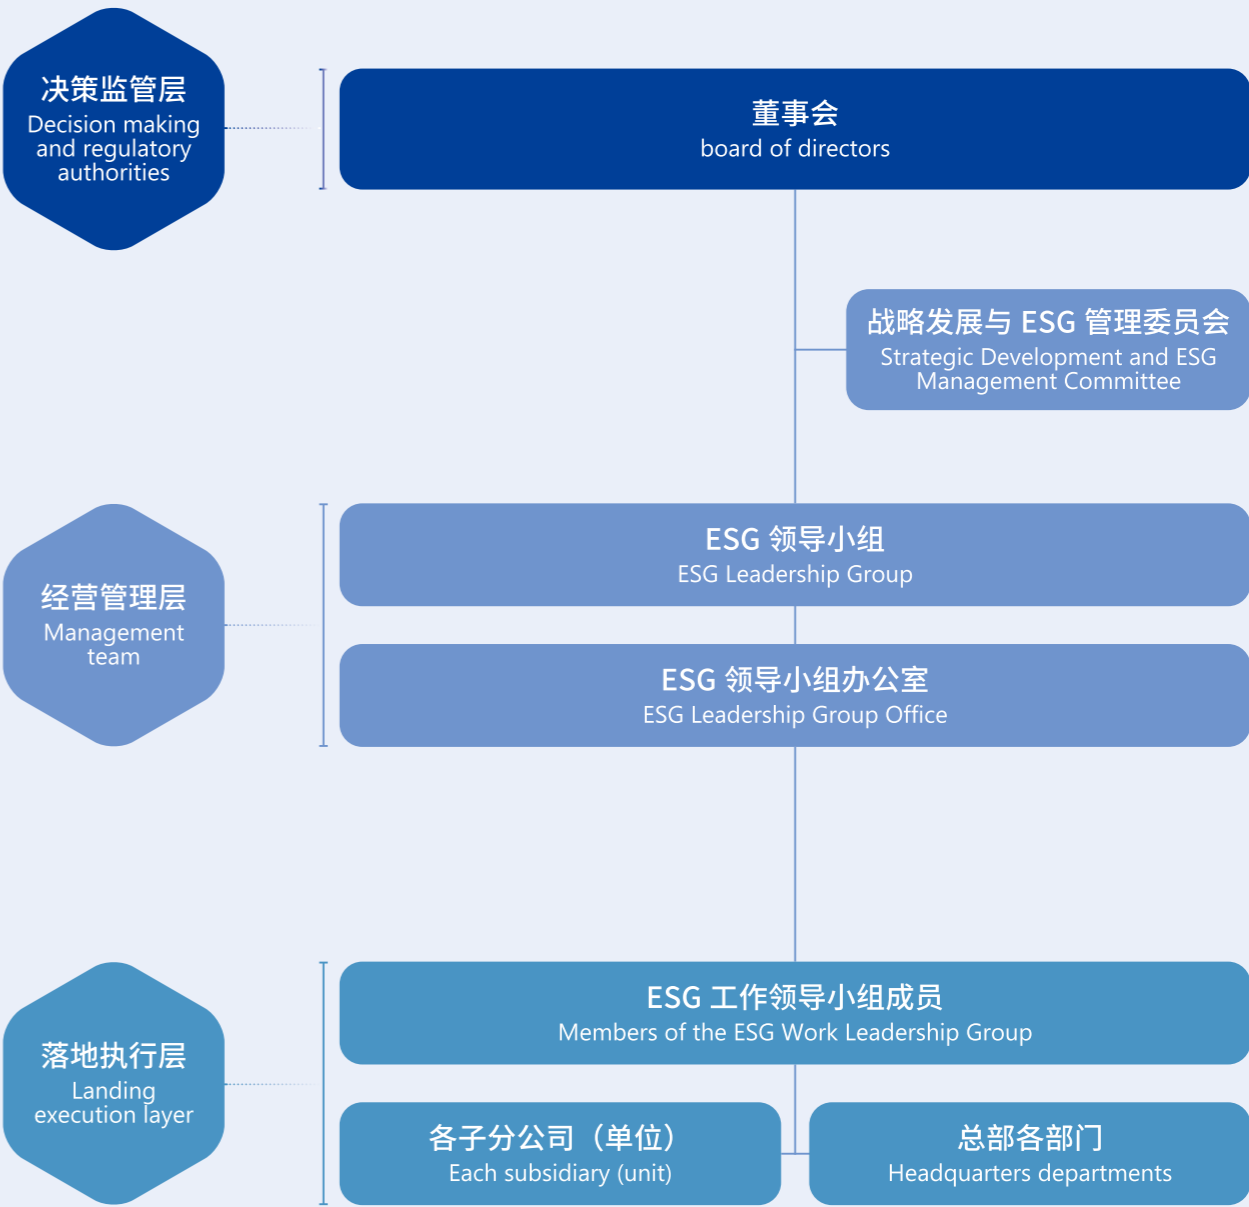 决策监管层
Decision making
and regulatory
authorities
董事会
board of directors
战略发展与 ESG 管理委员会
Strategic Development and ESG
Management Committee
经营管理层
Management
team
ESG 领导小组
ESG Leadership Group
ESG 领导小组办公室
ESG Leadership Group Office
落地执行层
Landing
execution layer
ESG 工作领导小组成员
Members of the ESG Work Leadership Group
各子分公司（单位）
Each subsidiary (unit)
总部各部门
Headquarters departments